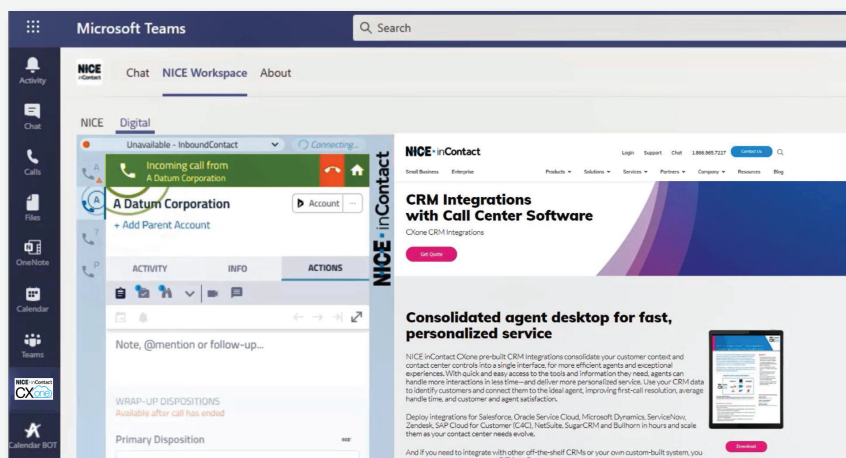 Microsoft Teams
Search
Activity
Chat
Calls
Files
OneNote
Calendar
Teams
NICE inContact
CXone
Calendar BOT
NICE
inContact
Chat NICE Workspace About
NICE Digital
Unavailable - InboundContact Connecting...
Incoming call from
A Datum Corporation
A Datum Corporation
Account
+ Add Parent Account
ACTIVITY INFO ACTIONS
Note, @mention or follow-up...
WRAP-UP DISPOSITIONS
Available after call has ended
Primary Disposition
NICE inContact
NICE inContact
Login Support Chat 1.866.965.7227 Contact Us
Small Business Enterprise Products Solutions Services Partners Company Resources Blog
CRM Integrations
with Call Center Software
CXone CRM Integrations
Get Quote
Consolidated agent desktop for fast,
personalized service
NICE inContact CXone pre-built CRM Integrations consolidate your customer context and
contact center controls into a single interface, for more efficient agents and exceptional
experiences. With quick and easy access to the tools and information they need, agents can
handle more interactions in less time—and deliver more personalized service. Use your CRM data
to identify customers and connect them to the ideal agent, improving first-call resolution, average
handle time, and customer and agent satisfaction.
Deploy integrations for Salesforce, Oracle Service Cloud, Microsoft Dynamics, ServiceNow,
Zendesk, SAP Cloud for Customer (C4C), NetSuite, SugarCRM and Bullhorn in hours and scale
them as your contact center needs evolve.
And if you need to integrate with other off-the-shelf CRMs or your own custom-built system, you
Download